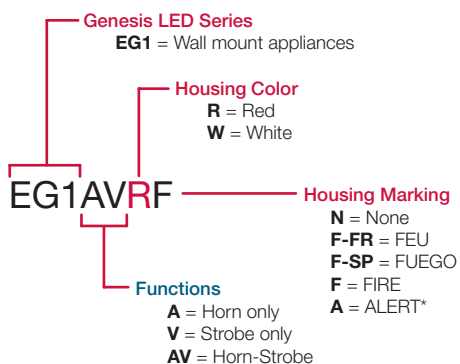 Genesis LED Series
EG1 = Wall mount appliances
Housing Color
R = Red
W = White
EG1AVRF
Housing Marking
N = None
F-FR = FEU
F-SP = FUEGO
F = FIRE
A = ALERT*
Functions
A = Horn only
V = Strobe only
AV = Horn-Strobe